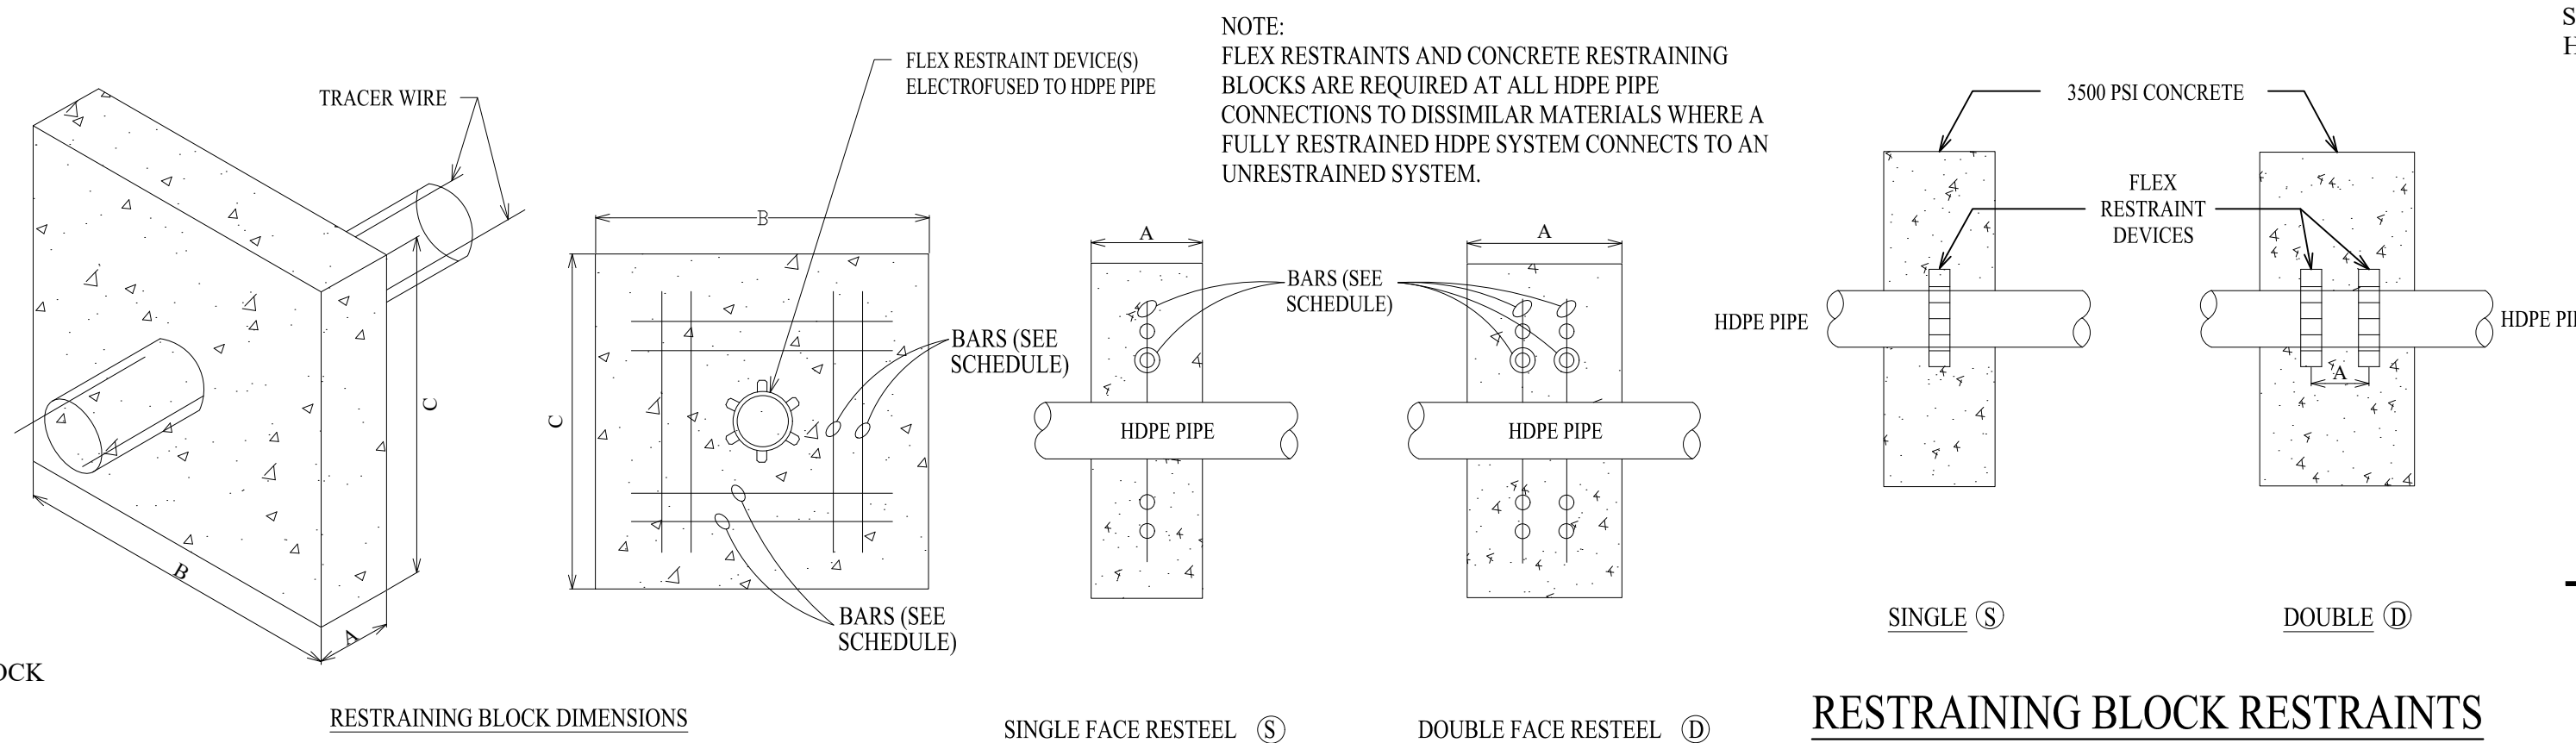 TRACER WIRE
C
B
A
OCK
RESTRAINING BLOCK DIMENSIONS
FLEX RESTRAINT DEVICE(S)
ELECTROFUSED TO HDPE PIPE
B
C
BARS (SEE
SCHEDULE)
BARS (SEE
SCHEDULE)
NOTE:
FLEX RESTRAINTS AND CONCRETE RESTRAINING
BLOCKS ARE REQUIRED AT ALL HDPE PIPE
CONNECTIONS TO DISSIMILAR MATERIALS WHERE A
FULLY RESTRAINED HDPE SYSTEM CONNECTS TO AN
UNRESTRAINED SYSTEM.
A
A
BARS (SEE
SCHEDULE)
HDPE PIPE
HDPE PIPE
SINGLE FACE RESTEEL S
DOUBLE FACE RESTEEL D
3500 PSI CONCRETE
FLEX
RESTRAINT
DEVICES
HDPE PIPE
HDPE PI
A
SINGLE S
DOUBLE D
RESTRAINING BLOCK RESTRAINTS
S
H